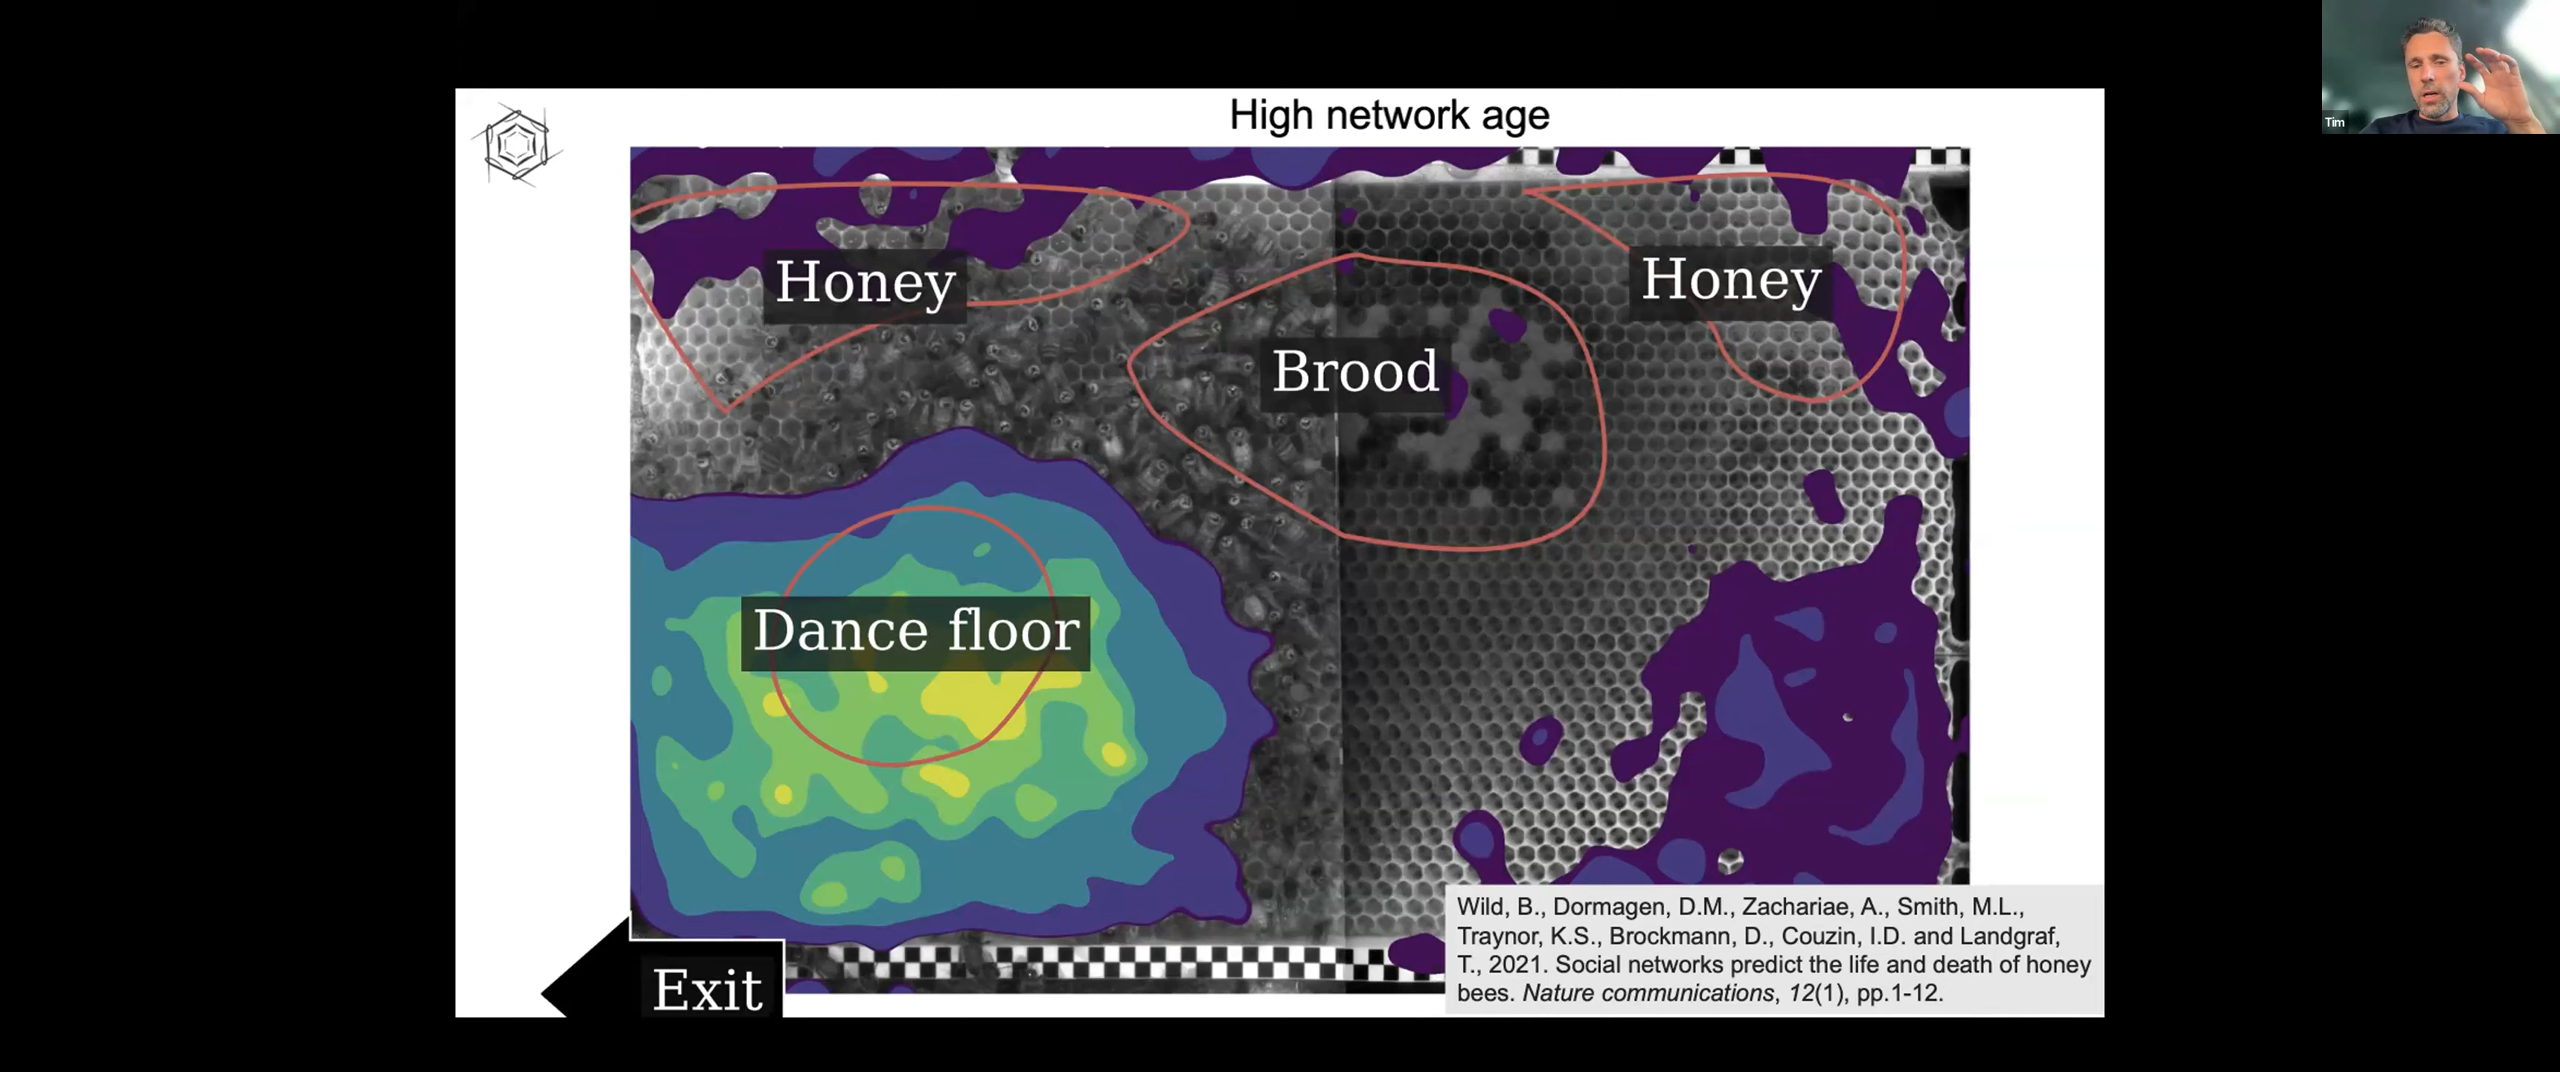 High network age
Tim
Honey
Honey
Brood
Dance floor
Exit
Wild, B., Dormagen, D.M., Zachariae, A., Smith, M.L.,
Traynor, K.S., Brockmann, D., Couzin, I.D. and Landgraf,
T., 2021. Social networks predict the life and death of honey
bees. Nature communications, 12(1), pp.1-12.